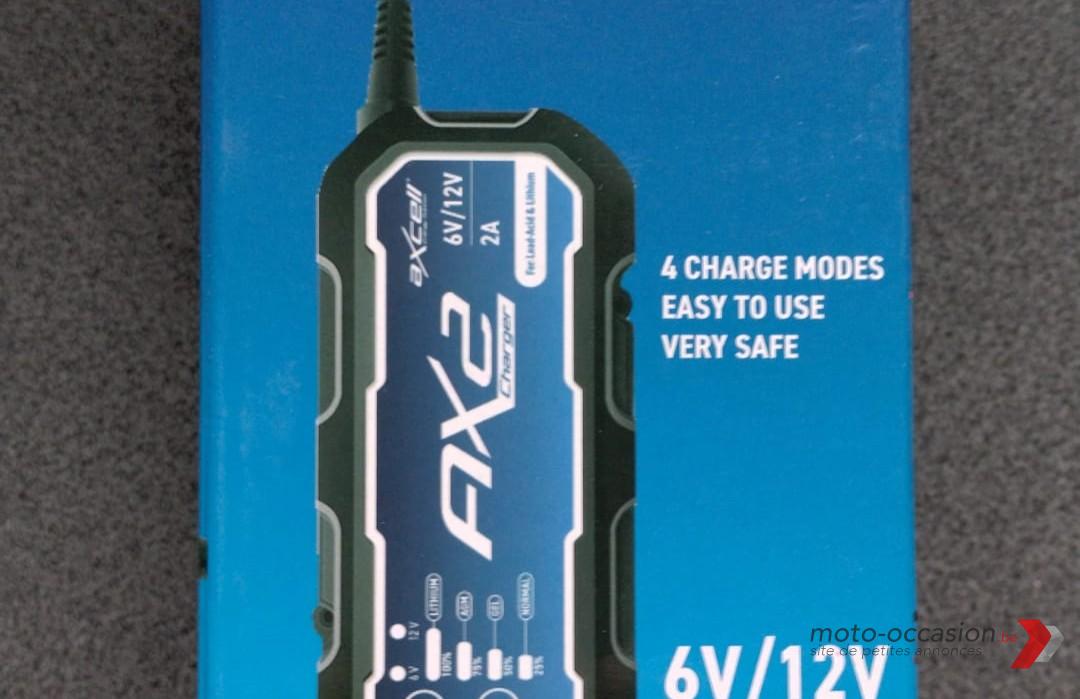 axcell
6V/12V
2A
For Lead-Acid & Lithium
AX2
Charger
4 CHARGE MODES
EASY TO USE
VERY SAFE
LITHIUM
AGM
GEL
NORMAL
12V
6V
100%
75%
50%
25%
6V/12V
moto-occasion.be
site de petites annonces